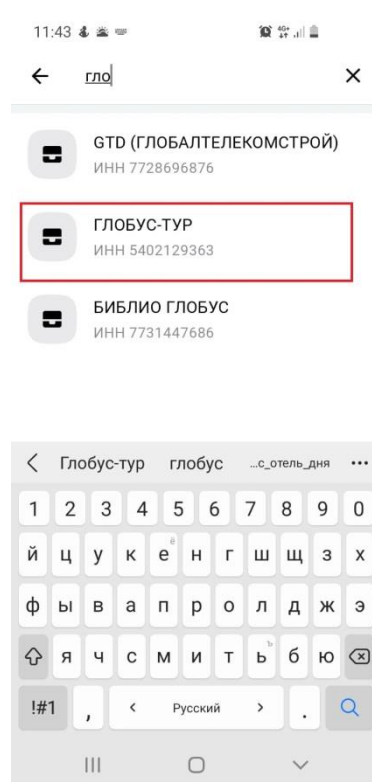 11:43
4G+
гло
GTD (ГЛОБАЛТЕЛЕКОМСТРОЙ)
ИНН 7728696876
ГЛОБУС-ТУР
ИНН 5402129363
БИБЛИО ГЛОБУС
ИНН 7731447686
Глобус-тур глобус ...с_отель_дня
1 2 3 4 5 6 7 8 9 0
й ц у к е ё н г ш щ з х
ф ы в а п р о л д ж э
я ч с м и т ь ъ б ю
!#1 , < Русский > .